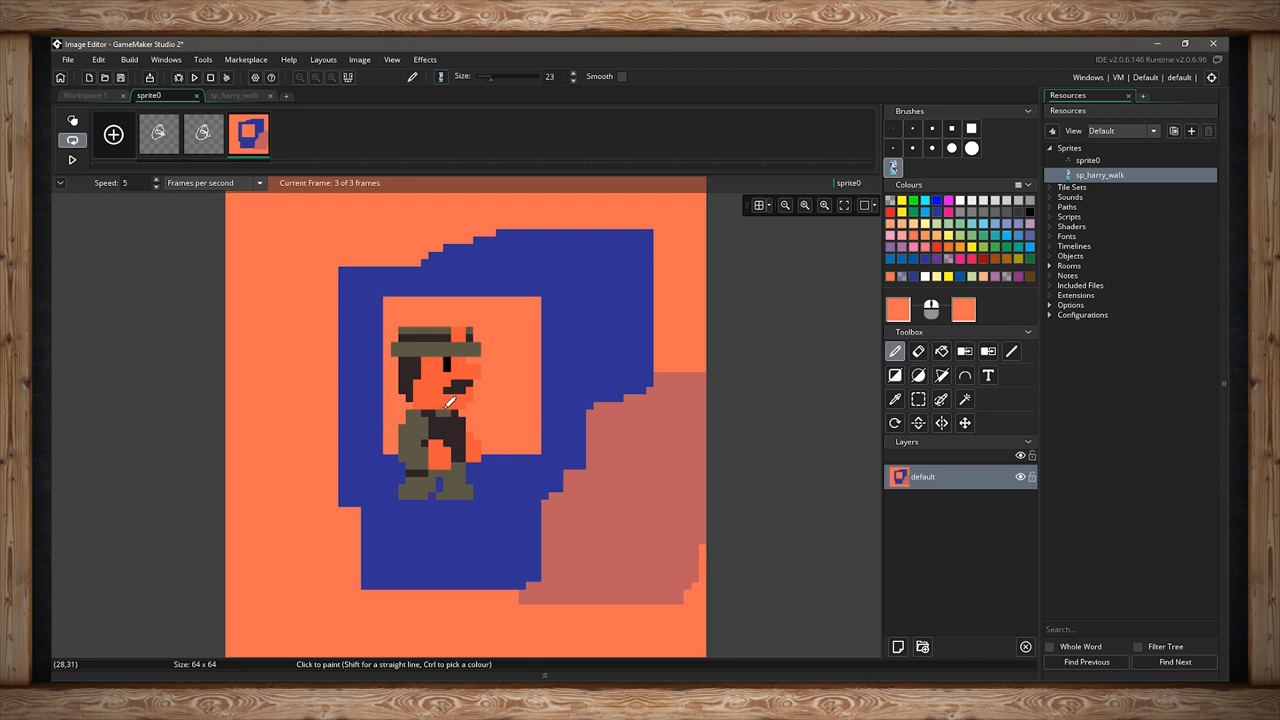 Image Editor - GameMaker Studio 2*
File Edit Build Windows Tools Marketplace Image View Layouts Help Effects
IDE v2.0.6.146 Runtime v2.0.6.96
Size: 23 Smooth
Windows | VM | Default | default |
Workspace 1 sprite0 sp_harry_walk
Speed: 5 Frames per second Current Frame: 3 of 3 frames sprite0
Brushes
Colours
Toolbox
T
Layers
default
Resources
Resources
View Default
Sprites
sprite0
sp_harry_walk
Tile Sets
Sounds
Paths
Scripts
Shaders
Fonts
Timelines
Objects
Rooms
Notes
Included Files
Extensions
Options
Configurations
Search...
Whole Word Filter Tree
Find Previous Find Next
(28,31) Size: 64 x 64 Click to paint (Shift for a straight line, Ctrl to pick a colour)